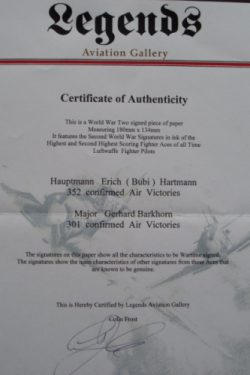 Legends
Aviation Gallery
Certificate of Authenticity
This is a World War Two signed piece of paper
Measuring 180mm x 134mm
It features the Second World War Signatures in ink of the
Highest and Second Highest Scoring Fighter Aces of all Time
Luftwaffe Fighter Pilots
Hauptmann Erich ( Bubi ) Hartmann
352 confirmed Air Victories
Major Gerhard Barkhorn
301 confirmed Air Victories
The signatures on this paper show all the characteristics to be Wartime signed.
The signatures show the same characteristics of other signatures from these Aces that
are known to be genuine.
This is Hereby Certified by Legends Aviation Gallery
Colin Frost